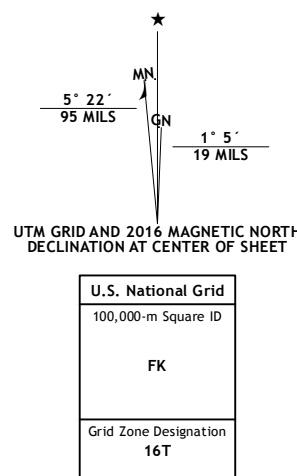 ★
MN
5° 22´
95 MILS
GN
1° 5´
19 MILS
UTM GRID AND 2016 MAGNETIC NORTH
DECLINATION AT CENTER OF SHEET
U.S. National Grid
100,000-m Square ID
FK
Grid Zone Designation
16T